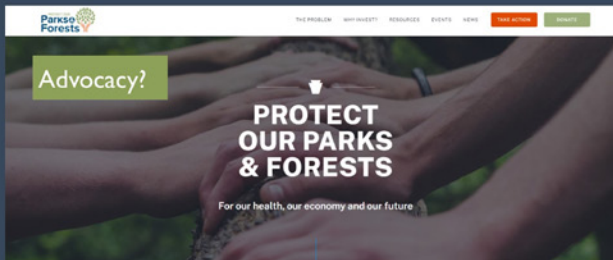 Parks&
Forests
THE PROBLEM WHY INVEST? RESOURCES EVENTS NEWS TAKE ACTION DONATE
Advocacy?
PROTECT
OUR PARKS
& FORESTS
For our health, our economy and our future